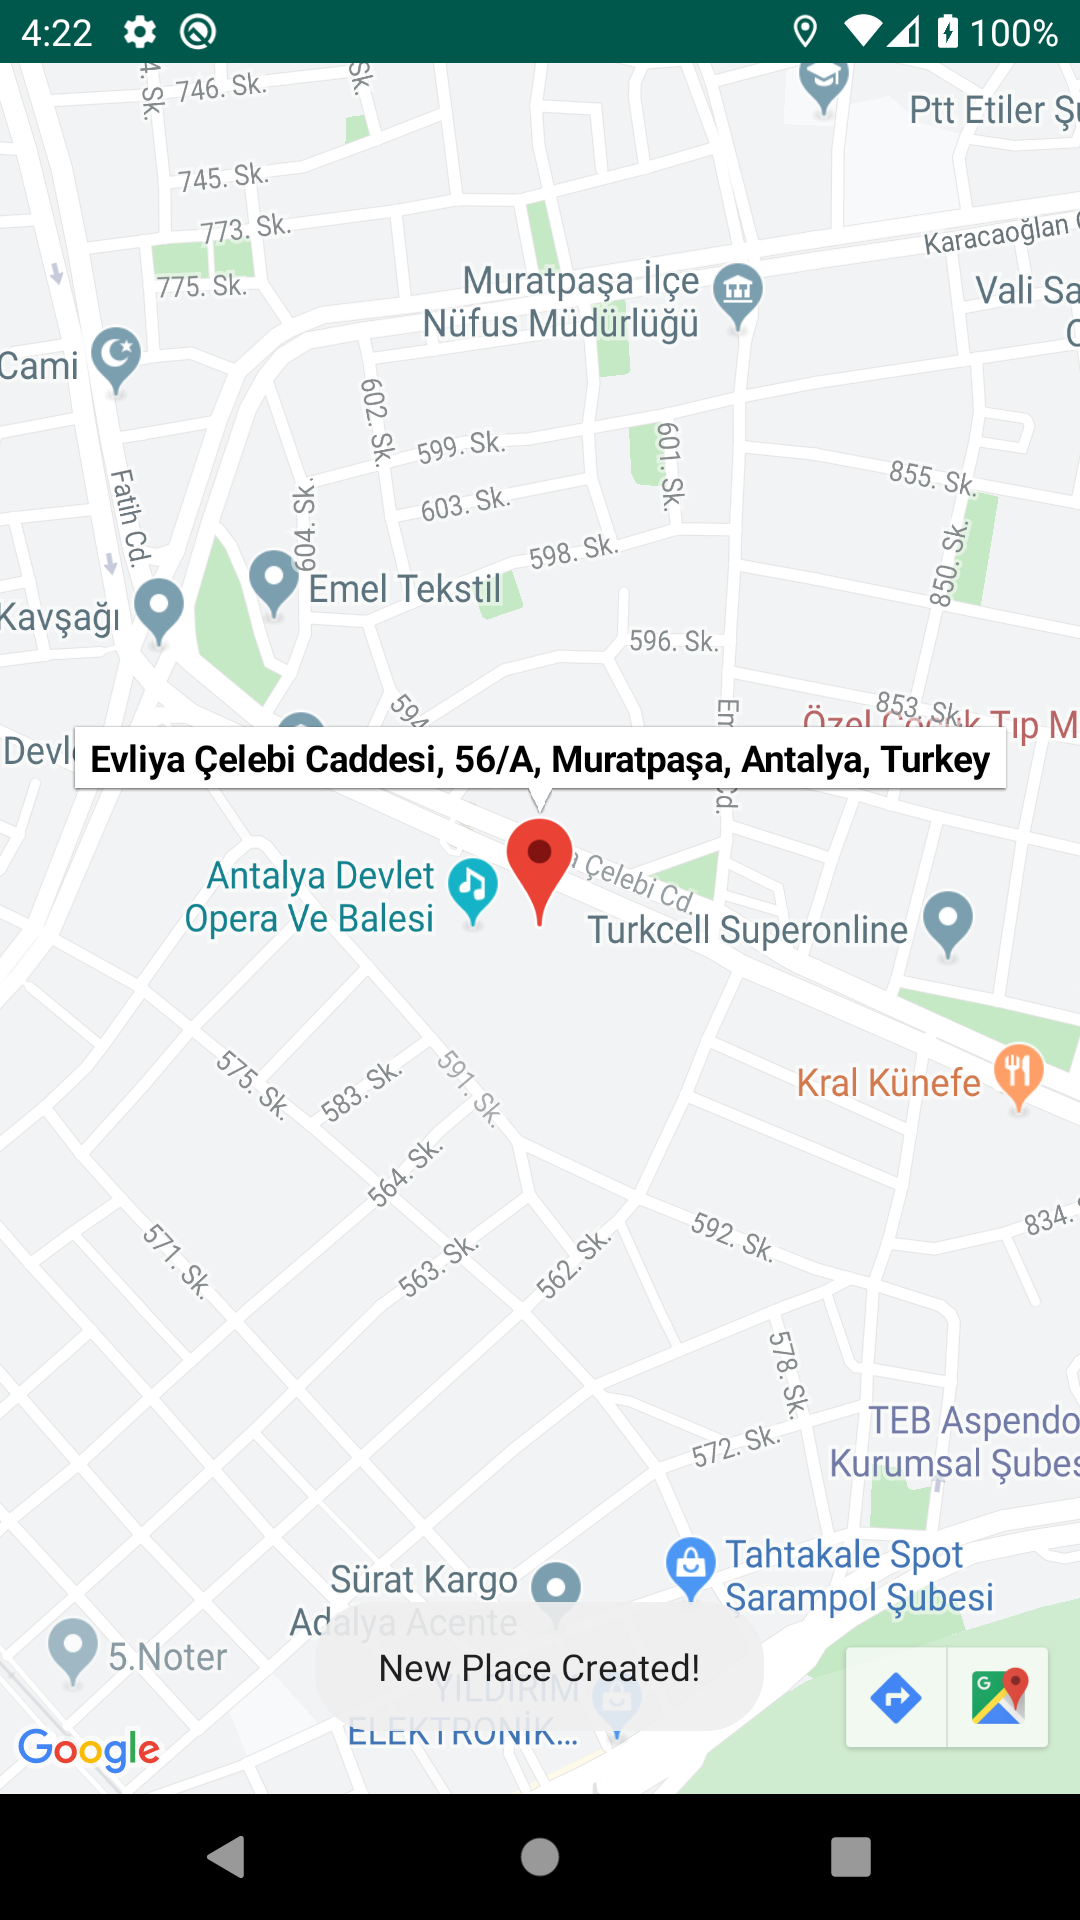 4:22
100%
4. Sk.
746. Sk.
Sk.
Ptt Etiler Şu
745. Sk.
773. Sk.
775. Sk.
Karacaoğlan
Muratpaşa İlçe
Nüfus Müdürlüğü
Vali Sa
Cami
602. Sk.
599. Sk.
601. Sk.
603. Sk.
855. Sk.
Fatih Cd.
604. Sk.
598. Sk.
850. Sk.
Emel Tekstil
Kavşağı
596. Sk.
594
853. Sk.
Özel Çocuk Tıp M
Em
Cd.
Devle
Evliya Çelebi Caddesi, 56/A, Muratpaşa, Antalya, Turkey
Antalya Devlet
Opera Ve Balesi
a Çelebi Cd.
Turkcell Superonline
575. Sk.
583. Sk.
591. Sk.
Kral Künefe
564. Sk.
571. Sk.
563. Sk.
562. Sk.
592. Sk.
834.
578. Sk.
572. Sk.
TEB Aspendo
Kurumsal Şubes
Tahtakale Spot
Sarampol Şubesi
Sürat Kargo
Adalya Acente
5.Noter
New Place Created!
YILDIRIM
ELEKTRONİK...
Google
G